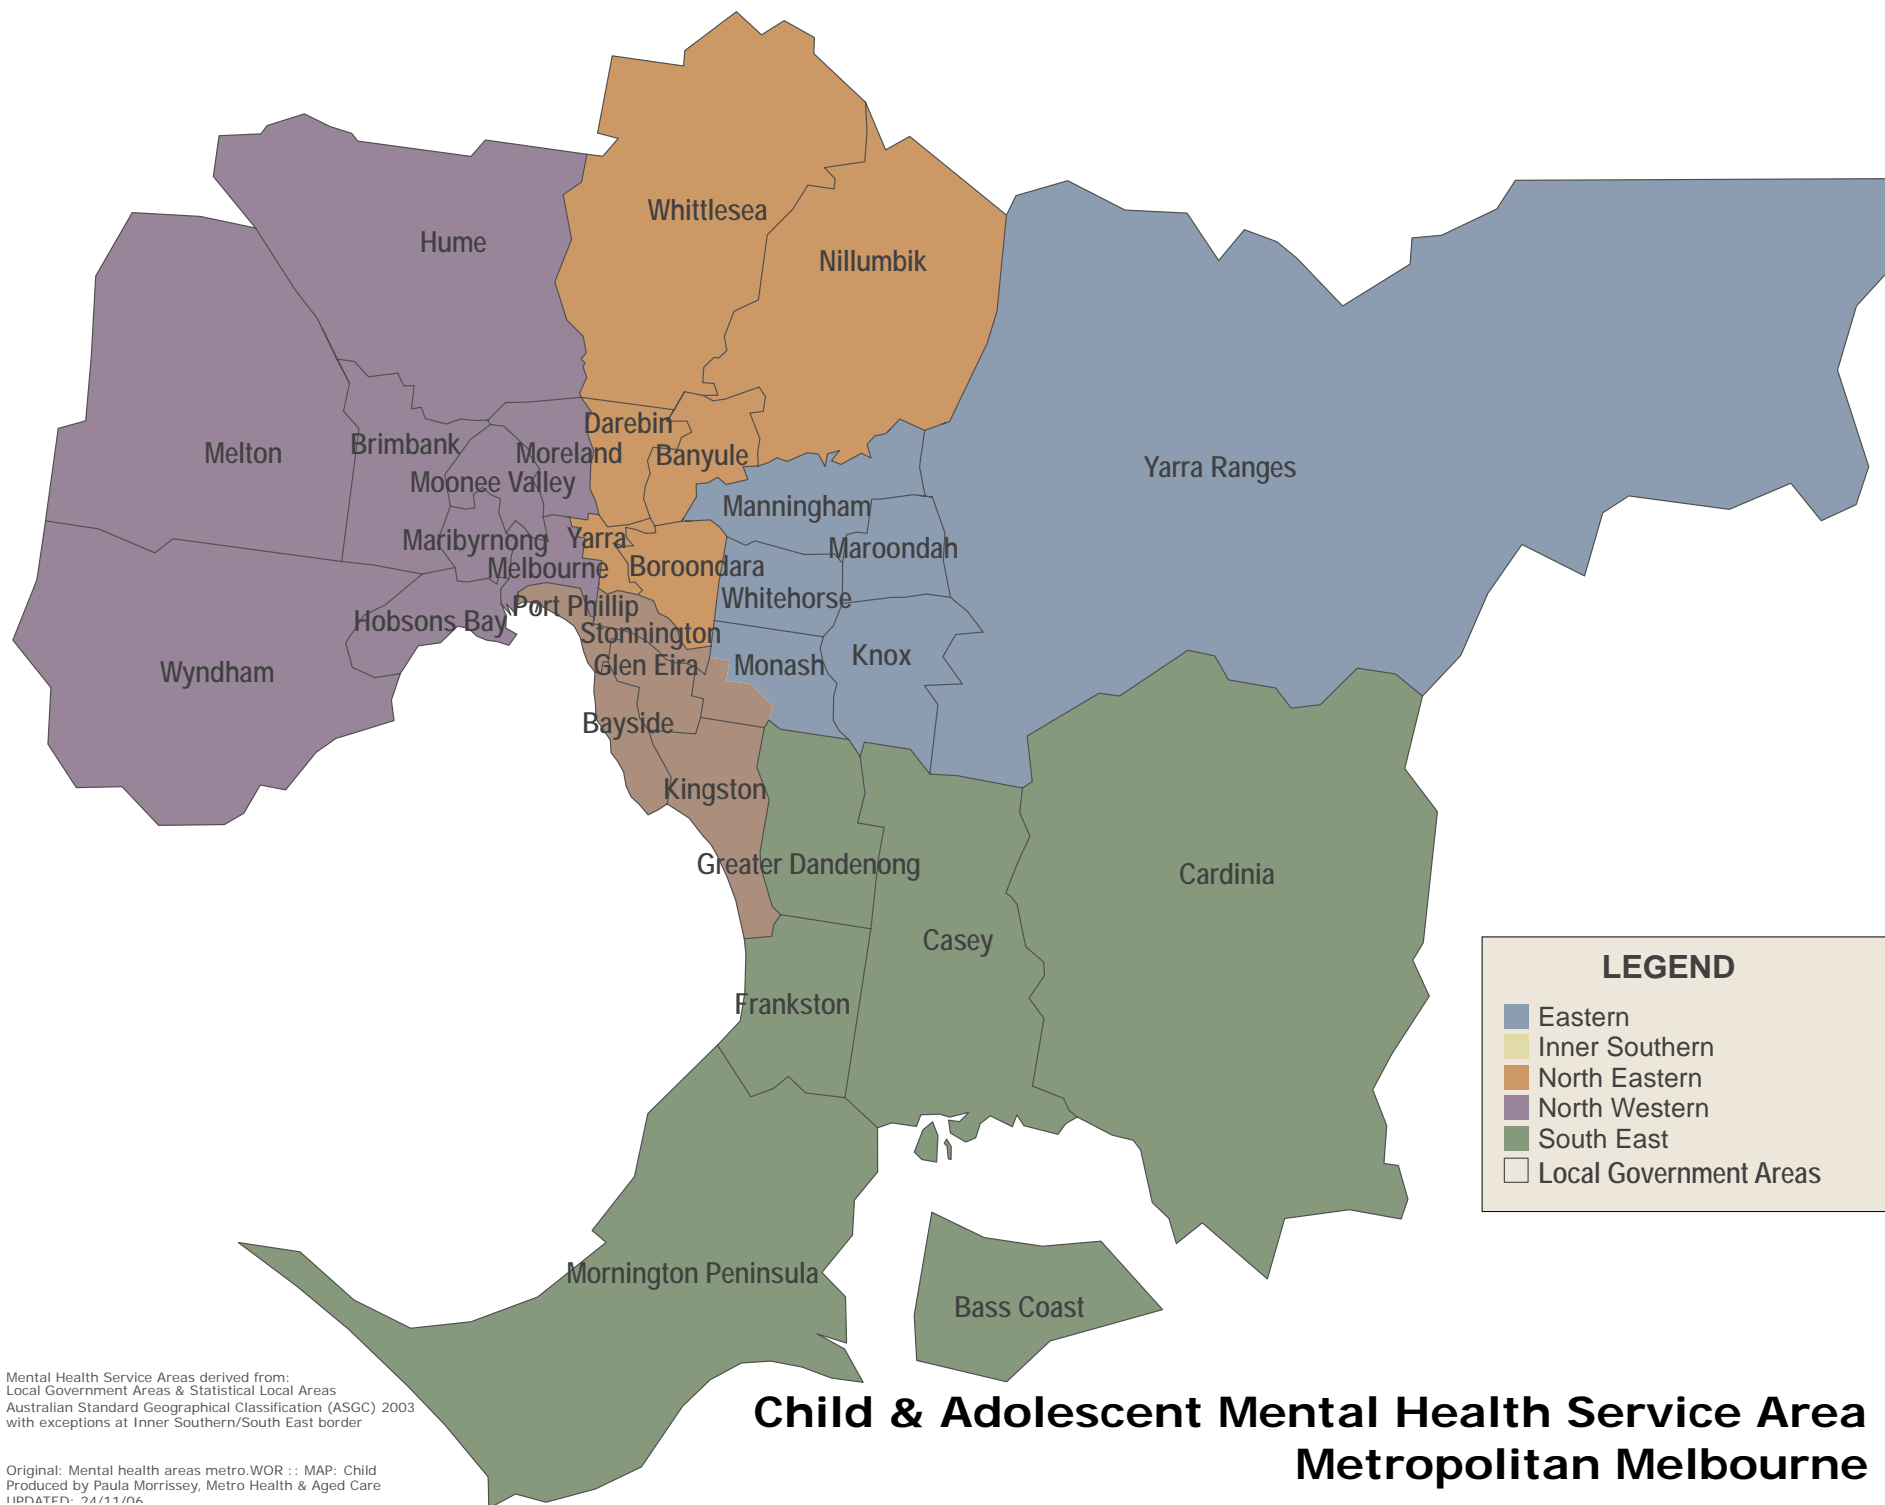 Whittlesea
Hume
Nillumbik
Darebin
Brimbank
Moreland
Banyule
Melton
Yarra Ranges
Moonee Valley
Manningham
Maribyrnong
Yarra
Maroondah
Melbourne
Boroondara
Whitehorse
Port Phillip
Hobsons Bay
Stonnington
Glen Eira
Monash
Knox
Wyndham
Bayside
Kingston
Greater Dandenong
Cardinia
Casey
Frankston
Mornington Peninsula
Bass Coast
LEGEND
Eastern
Inner Southern
North Eastern
North Western
South East
Local Government Areas
Mental Health Service Areas derived from:
Local Government Areas & Statistical Local Areas
Australian Standard Geographical Classification (ASGC) 2003
with exceptions at Inner Southern/South East border
Original: Mental health areas metro.WOR :: MAP: Child
Produced by Paula Morrissey, Metro Health & Aged Care
UPDATED: 24/11/06
Child & Adolescent Mental Health Service Area
Metropolitan Melbourne